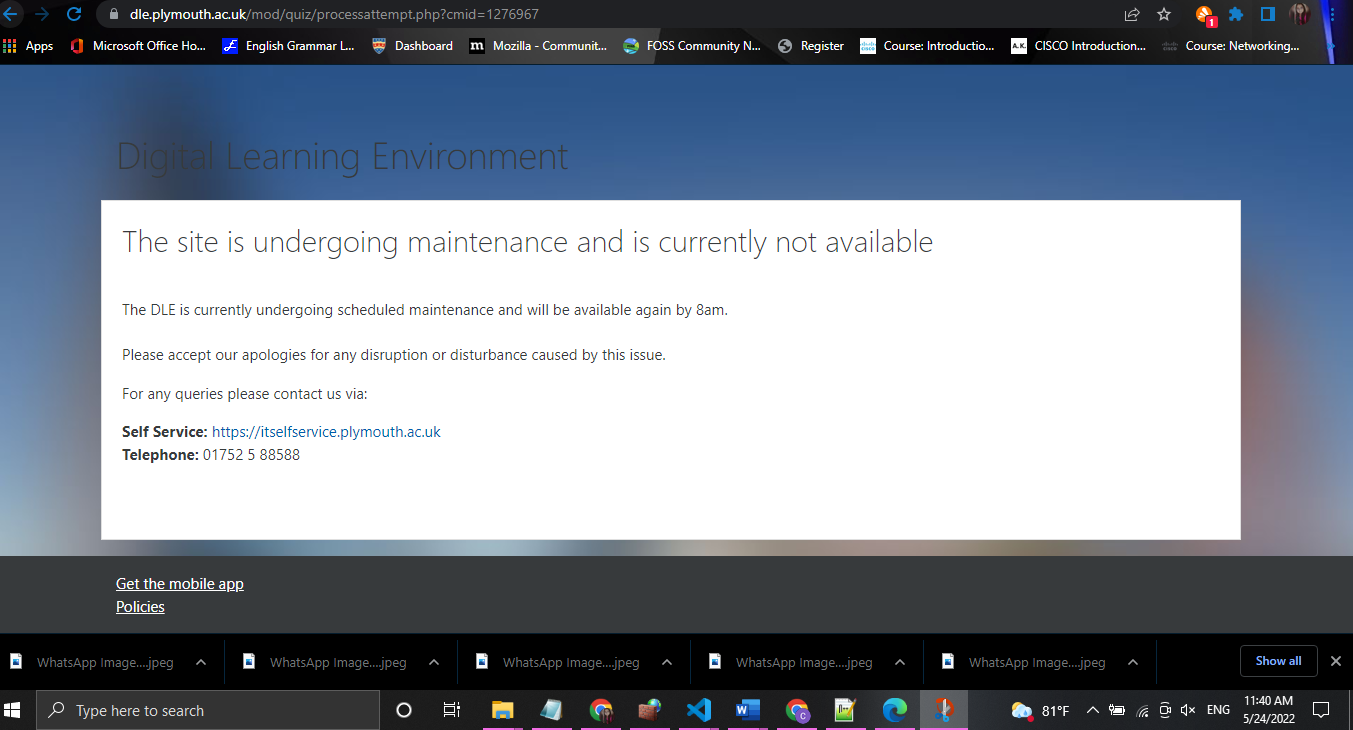 dle.plymouth.ac.uk/mod/quiz/processattempt.php?cmid=1276967
1
Apps
Microsoft Office Ho...
English Grammar L...
Dashboard
m
Mozilla - Communit...
FOSS Community N...
Register
Course: Introductio...
A.K.
CISCO Introduction...
Course: Networking...
Digital Learning Environment
The site is undergoing maintenance and is currently not available
The DLE is currently undergoing scheduled maintenance and will be available again by 8am.
Please accept our apologies for any disruption or disturbance caused by this issue.
For any queries please contact us via:
Self Service: https://itselfservice.plymouth.ac.uk
Telephone: 01752 5 88588
Get the mobile app
Policies
WhatsApp Image....jpeg
WhatsApp Image....jpeg
WhatsApp Image....jpeg
WhatsApp Image....jpeg
WhatsApp Image....jpeg
Show all
Type here to search
81°F
ENG
11:40 AM
5/24/2022